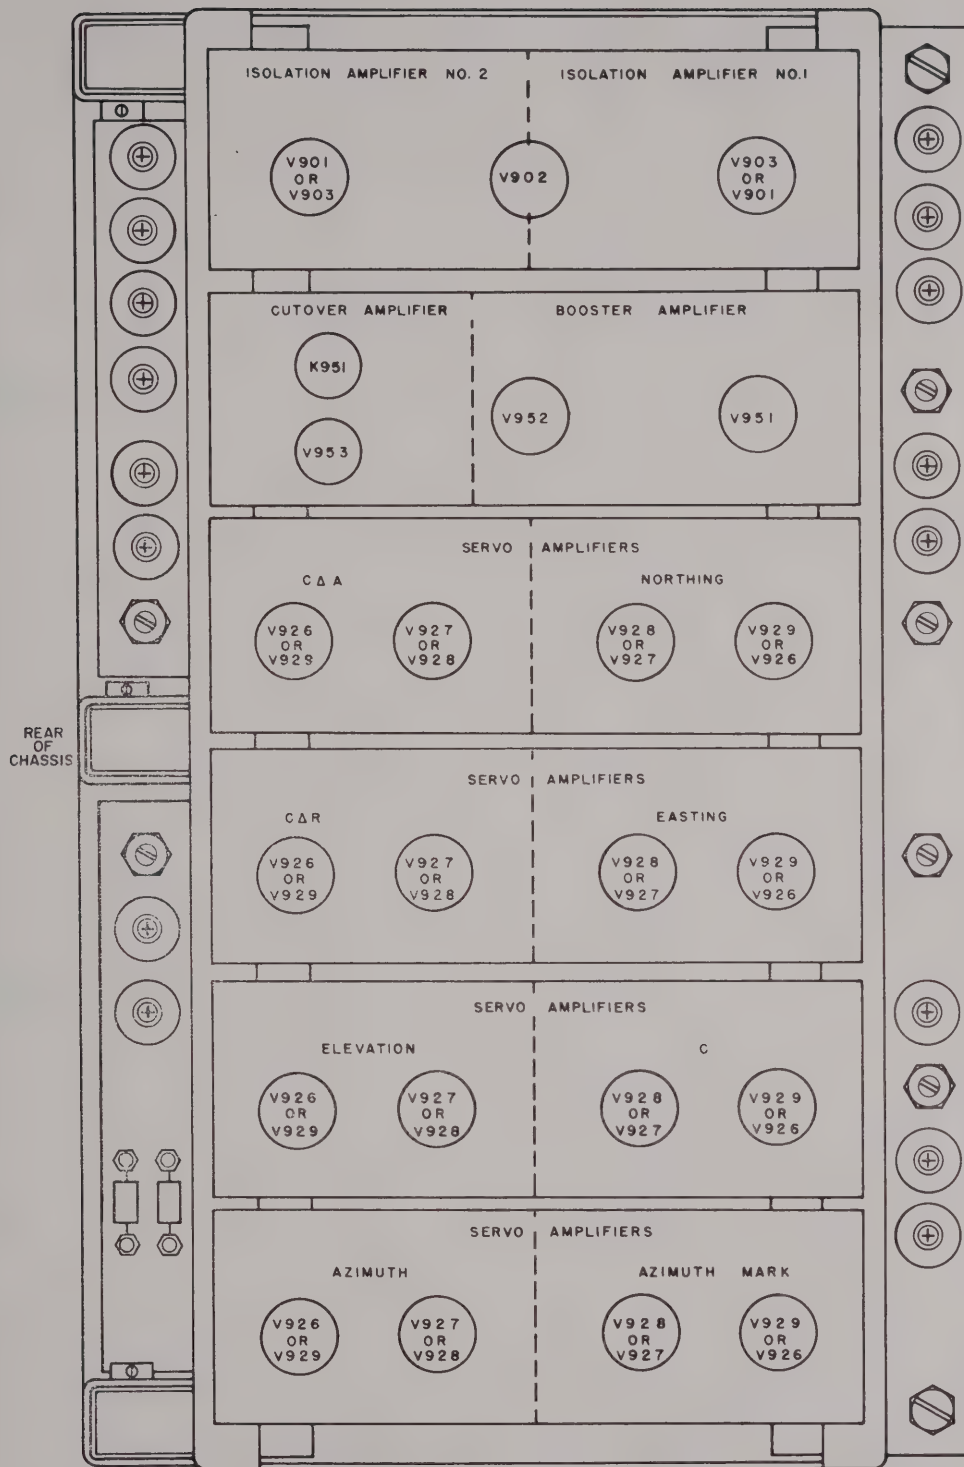 ISOLATION AMPLIFIER NO. 2
ISOLATION AMPLIFIER NO.1
V901
OR
V903
V902
V903
OR
V901
CUTOVER AMPLIFIER
BOOSTER AMPLIFIER
K951
V953
V952
V951
SERVO AMPLIFIERS
C Δ A
NORTHING
V926
OR
V929
V927
OR
V928
V928
OR
V927
V929
OR
V926
REAR
OF
CHASSIS
SERVO AMPLIFIERS
C Δ R
EASTING
V926
OR
V929
V927
OR
V928
V928
OR
V927
V929
OR
V926
SERVO AMPLIFIERS
ELEVATION
C
V926
OR
V929
V927
OR
V928
V928
OR
V927
V929
OR
V926
SERVO AMPLIFIERS
AZIMUTH
AZIMUTH MARK
V926
OR
V929
V927
OR
V928
V928
OR
V927
V929
OR
V926